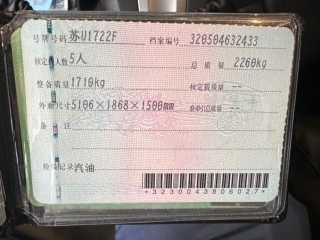 号牌号码 苏U1722F 档案编号 320504632433
核定载人数 5人 总质量 2260kg
整备质量 1710kg 核定载质量 --
外廓尺寸 5106×1868×1500mm 准牵引总质量 --
备注
检验记录 汽油
*3230043806027*